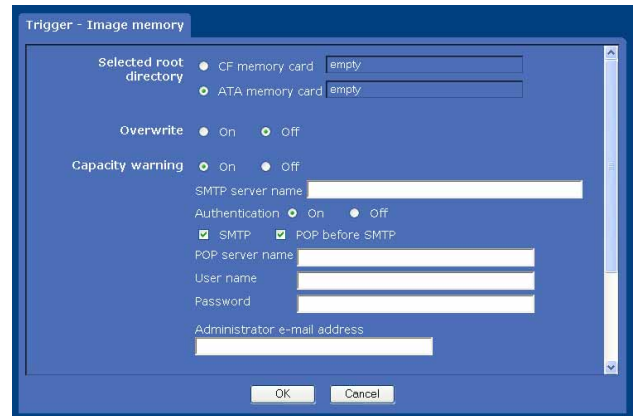 Trigger - Image memory
Selected root directory
CF memory card empty
ATA memory card empty
Overwrite On Off
Capacity warning On Off
SMTP server name
Authentication On Off
SMTP POP before SMTP
POP server name
User name
Password
Administrator e-mail address
OK Cancel